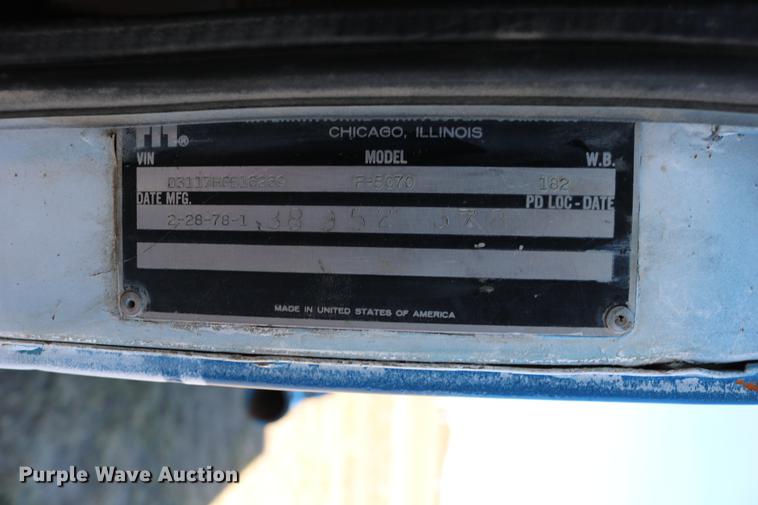 ®
CHICAGO, ILLINOIS
VIN MODEL W.B.
F-5070 182
DATE MFG. PD LOC - DATE
2-28-78-1
MADE IN UNITED STATES OF AMERICA
Purple Wave Auction